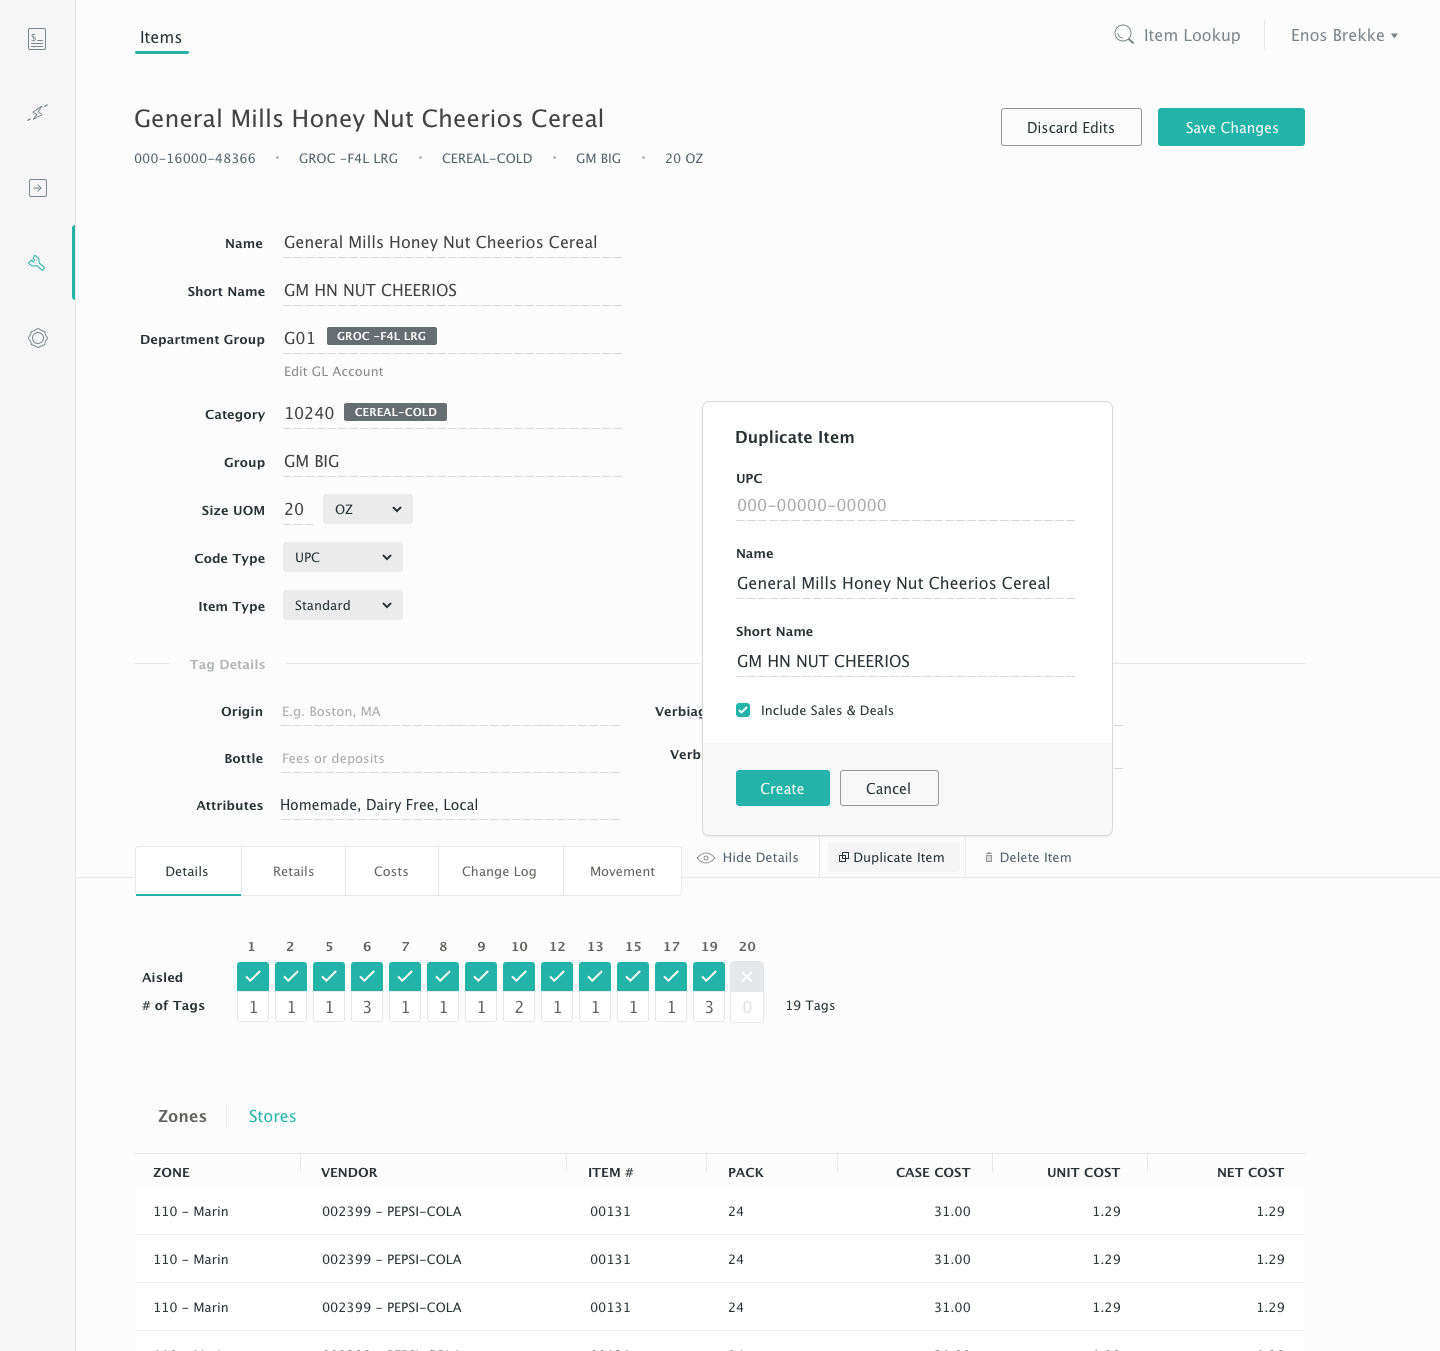 Items
Item Lookup
Enos Brekke
General Mills Honey Nut Cheerios Cereal
Discard Edits
Save Changes
000-16000-48366 • GROC -F4L LRG • CEREAL-COLD • GM BIG • 20 OZ
Name General Mills Honey Nut Cheerios Cereal
Short Name GM HN NUT CHEERIOS
Department Group G01 GROC -F4L LRG
Edit GL Account
Category 10240 CEREAL-COLD
Group GM BIG
Size UOM 20 OZ
Code Type UPC
Item Type Standard
Duplicate Item
UPC
000-00000-00000
Name
General Mills Honey Nut Cheerios Cereal
Short Name
GM HN NUT CHEERIOS
Include Sales & Deals
Create
Cancel
Tag Details
Origin E.g. Boston, MA
Bottle Fees or deposits
Attributes Homemade, Dairy Free, Local
Details Retails Costs Change Log Movement
Hide Details Duplicate Item Delete Item
1 2 5 6 7 8 9 10 12 13 15 17 19 20
Aisled
# of Tags 1 1 1 3 1 1 1 2 1 1 1 1 3 0 19 Tags
Zones Stores
ZONE VENDOR ITEM # PACK CASE COST UNIT COST NET COST
110 - Marin 002399 - PEPSI-COLA 00131 24 31.00 1.29 1.29
110 - Marin 002399 - PEPSI-COLA 00131 24 31.00 1.29 1.29
110 - Marin 002399 - PEPSI-COLA 00131 24 31.00 1.29 1.29